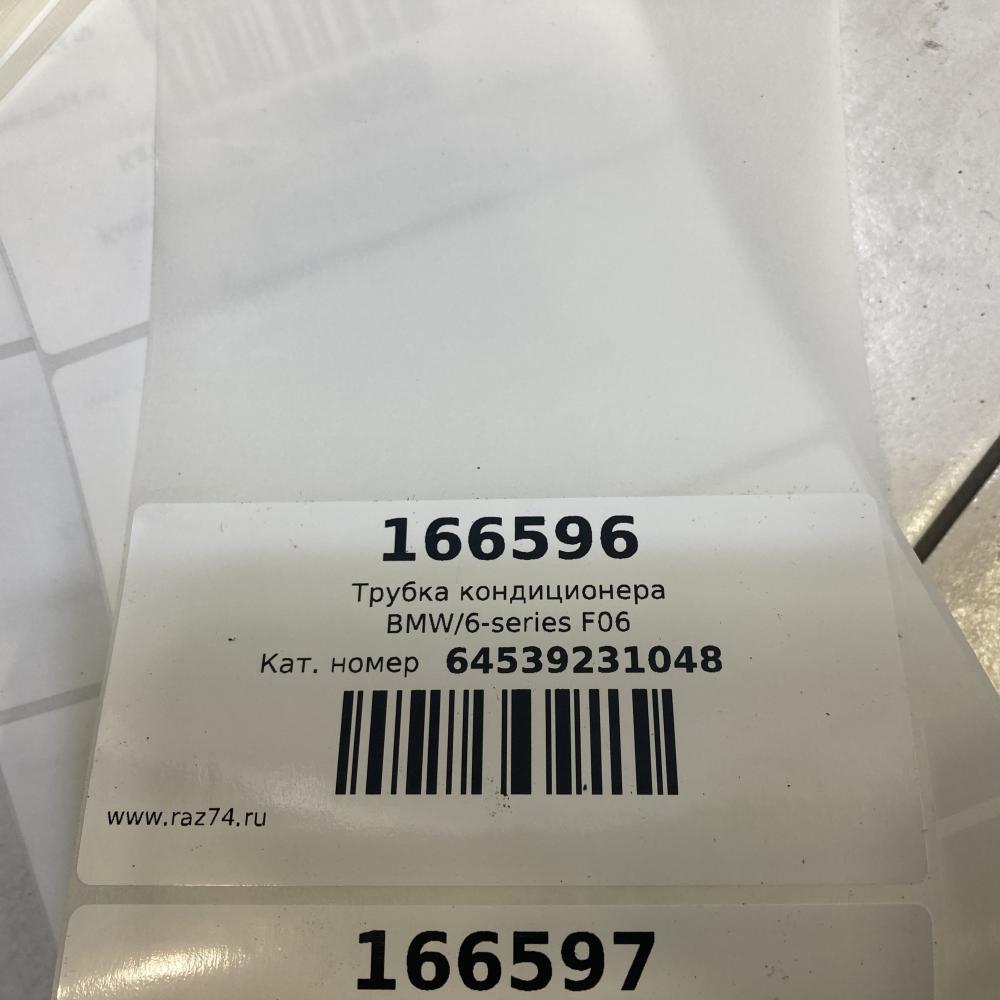 166596
Трубка кондиционера
BMW/6-series F06
Кат. номер 64539231048
www.raz74.ru
166597